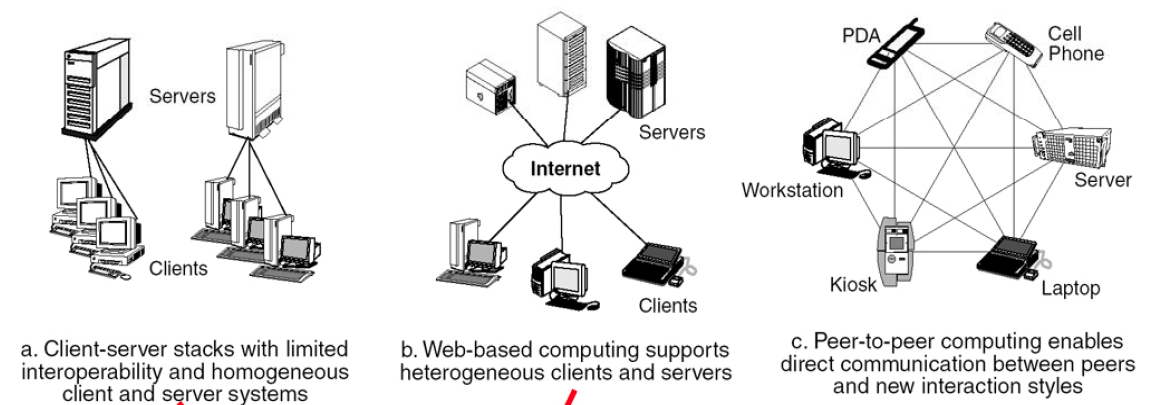 Servers
Clients
a. Client-server stacks with limited
interoperability and homogeneous
client and server systems
Servers
Internet
Clients
b. Web-based computing supports
heterogeneous clients and servers
PDA
Cell
Phone
Workstation
Server
Kiosk
Laptop
c. Peer-to-peer computing enables
direct communication between peers
and new interaction styles